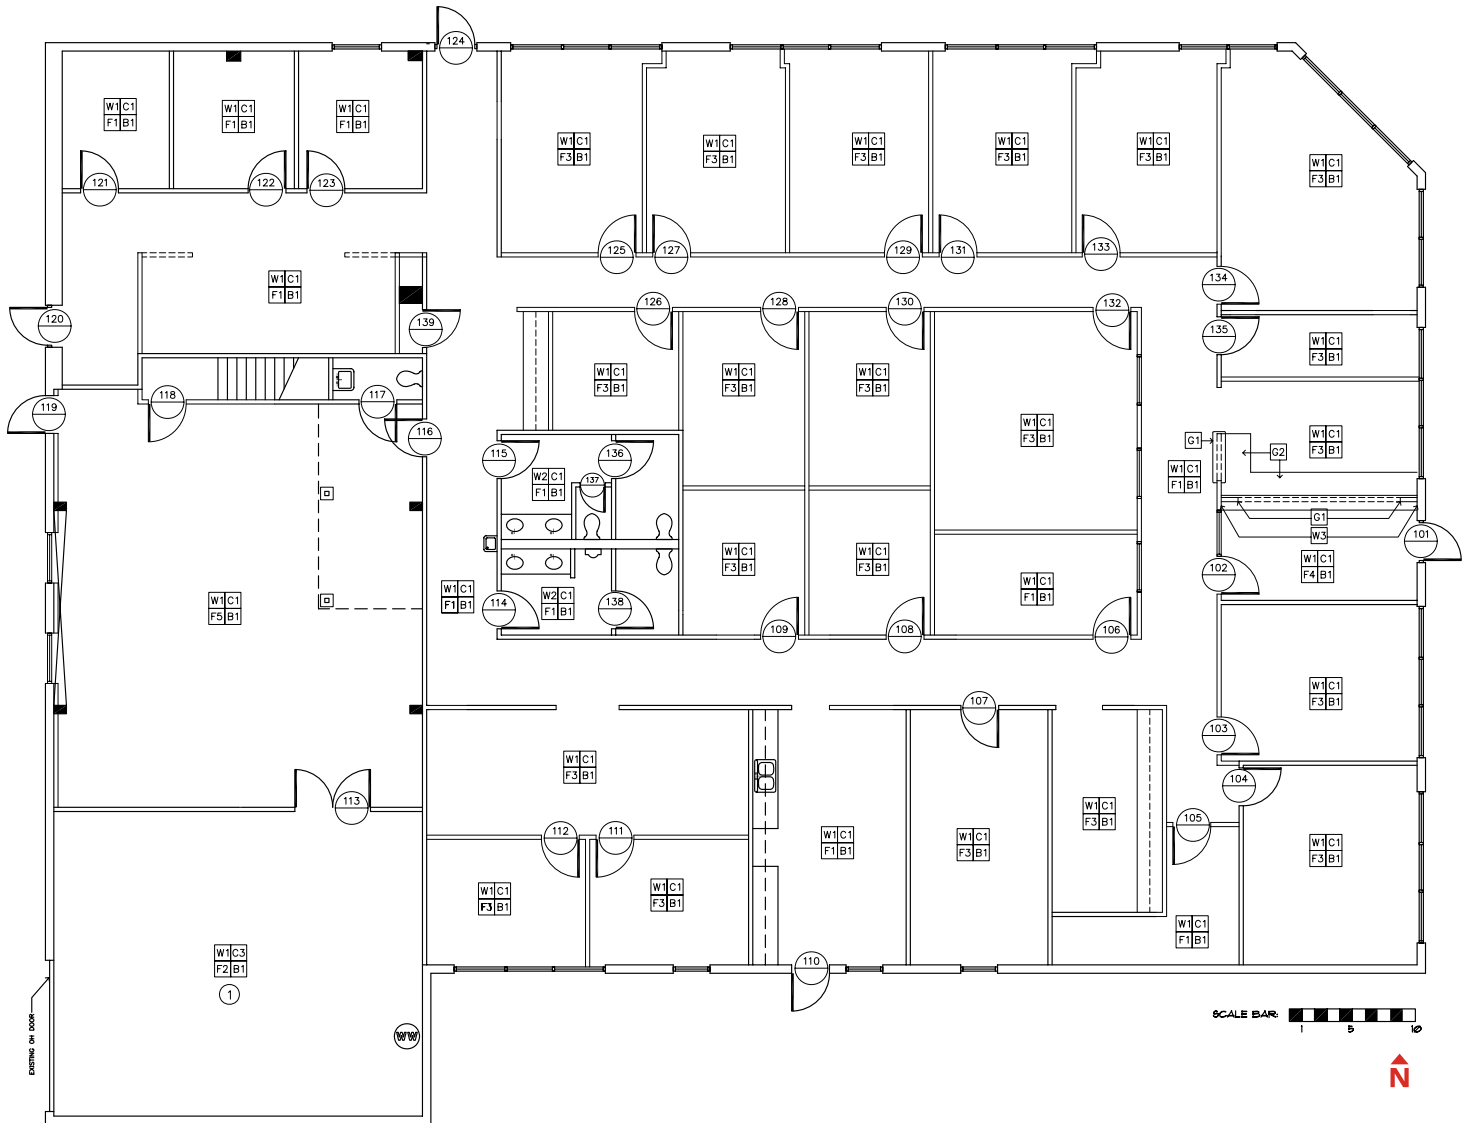 124
W1 C1
F1 B1
W1 C1
F1 B1
W1 C1
F1 B1
W1 C1
F3 B1
W1 C1
F3 B1
W1 C1
F3 B1
W1 C1
F3 B1
W1 C1
F3 B1
W1 C1
F3 B1
121
122
123
125
127
129
131
133
134
W1 C1
F1 B1
120
139
126
128
130
132
135
W1 C1
F3 B1
W1 C1
F3 B1
W1 C1
F3 B1
W1 C1
F3 B1
118
117
119
116
W1 C1
F3 B1
G1
G2
W1 C1
F3 B1
115
136
W2 C1
F1 B1
137
W1 C1
F1 B1
G1
W3
101
W1 C1
F3 B1
W1 C1
F3 B1
W1 C1
F4 B1
102
W1 C1
F5 B1
W1 C1
F1 B1
W2 C1
F1 B1
W1 C1
F1 B1
114
138
109
108
106
W1 C1
F3 B1
107
103
W1 C1
F3 B1
104
113
112
111
W1 C1
F1 B1
W1 C1
F3 B1
W1 C1
F3 B1
105
W1 C1
F3 B1
W1 C1
F3 B1
W1 C1
F3 B1
W1 C1
F1 B1
W1 C3
F2 B1
1
110
EXISTING OH DOOR
WW
SCALE BAR:
1 5 10
N